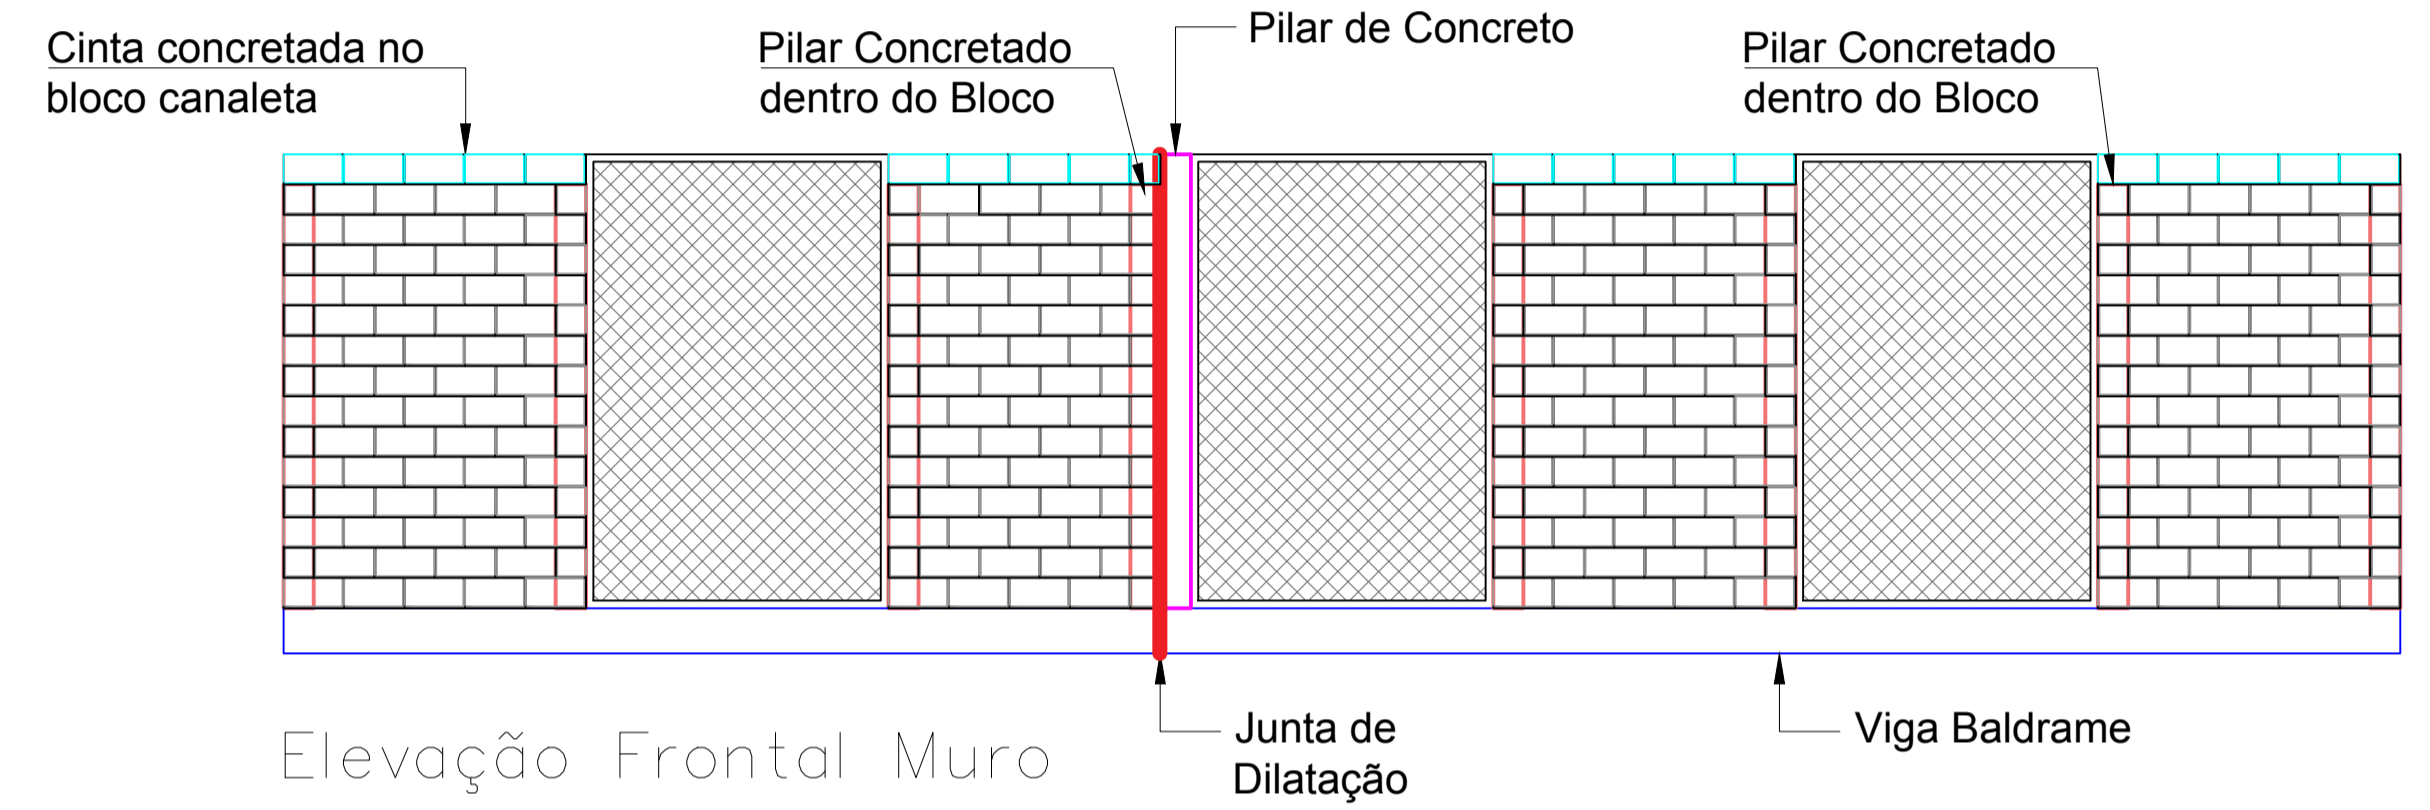 Cinta concretada no
bloco canaleta
Pilar Concretado
dentro do Bloco
Pilar de Concreto
Pilar Concretado
dentro do Bloco
Junta de
Dilatação
Viga Baldrame
Elevação Frontal Muro